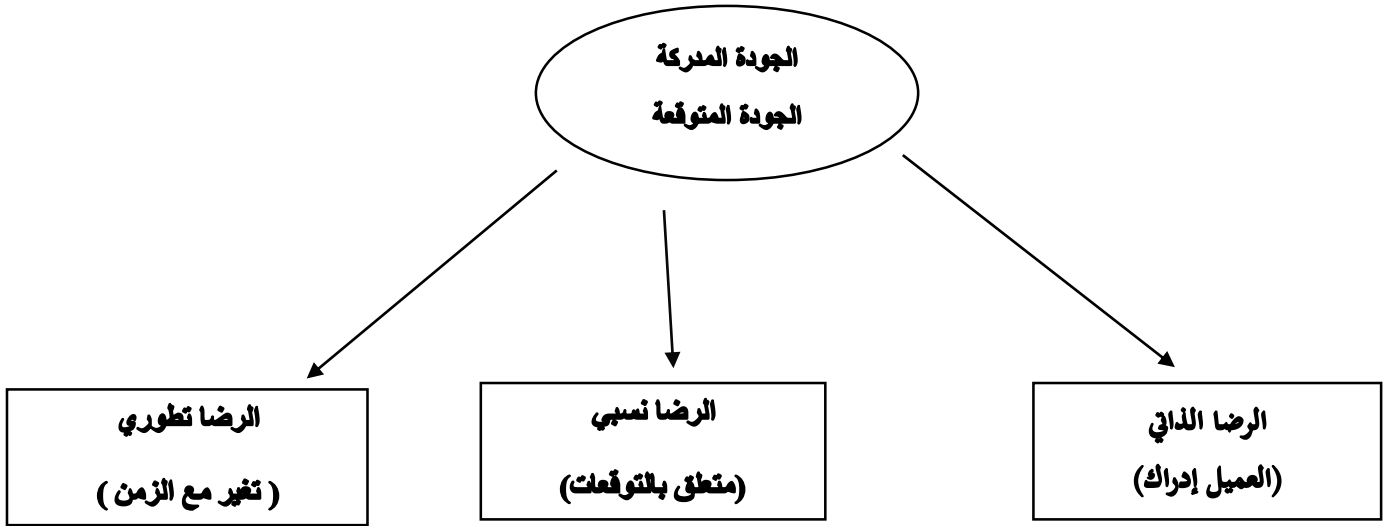 الجودة المدركة
الجودة المتوقعة
الرضا الذاتي
(العميل إدراك)
الرضا نسبي
(متعلق بالتوقعات)
الرضا تطوري
( تغير مع الزمن )